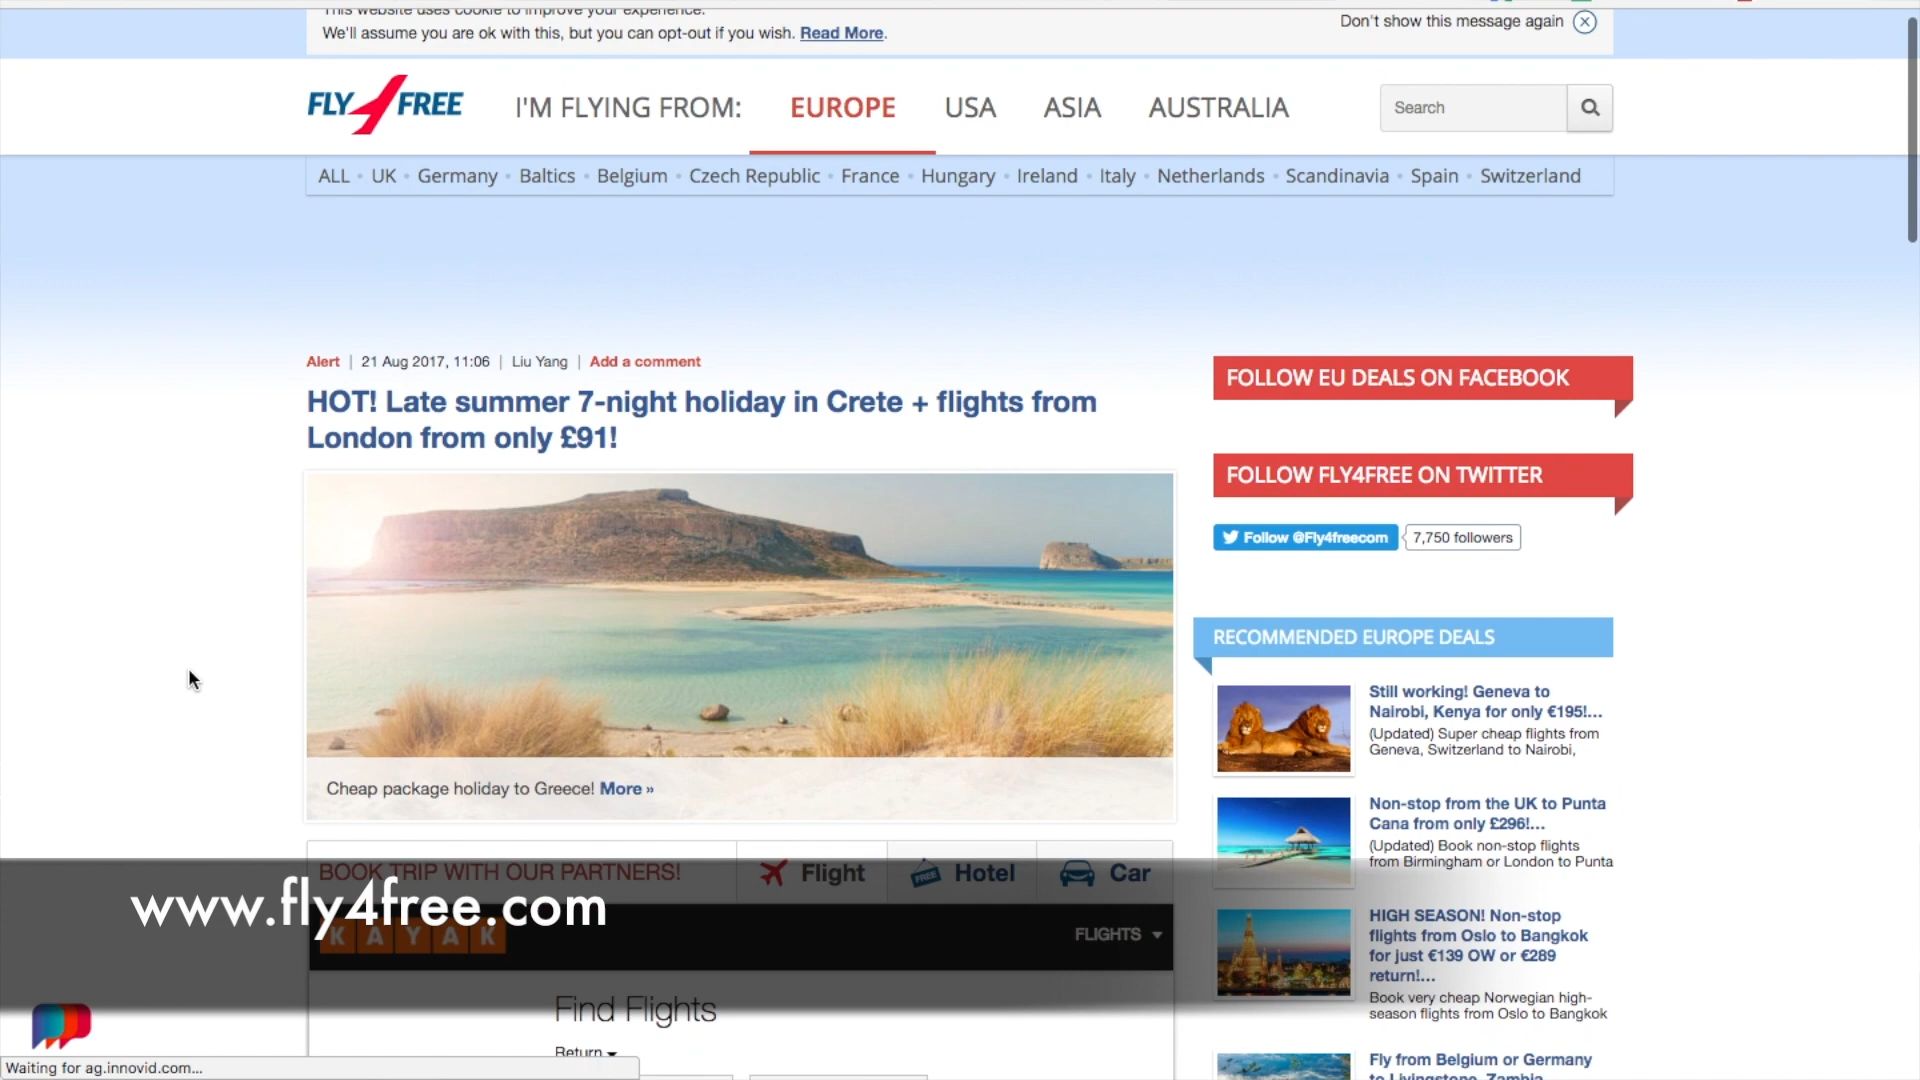 This website uses cookie to improve your experience.
We'll assume you are ok with this, but you can opt-out if you wish. Read More.
Don't show this message again
FLY FREE
I'M FLYING FROM:
EUROPE
USA
ASIA
AUSTRALIA
Search
ALL • UK • Germany • Baltics • Belgium • Czech Republic • France • Hungary • Ireland • Italy • Netherlands • Scandinavia • Spain • Switzerland
Alert | 21 Aug 2017, 11:06 | Liu Yang | Add a comment
HOT! Late summer 7-night holiday in Crete + flights from
London from only £91!
Cheap package holiday to Greece! More »
BOOK TRIP WITH OUR PARTNERS!
Flight
FREE
Hotel
Car
www.fly4free.com
KAYAK
FLIGHTS
Find Flights
Return
Waiting for ag.innovid.com...
FOLLOW EU DEALS ON FACEBOOK
FOLLOW FLY4FREE ON TWITTER
Follow @Fly4freecom
7,750 followers
RECOMMENDED EUROPE DEALS
Still working! Geneva to
Nairobi, Kenya for only €195!...
(Updated) Super cheap flights from
Geneva, Switzerland to Nairobi,
Non-stop from the UK to Punta
Cana from only £296!...
(Updated) Book non-stop flights
from Birmingham or London to Punta
HIGH SEASON! Non-stop
flights from Oslo to Bangkok
for just €139 OW or €289
return!...
Book very cheap Norwegian high-
season flights from Oslo to Bangkok
Fly from Belgium or Germany
to Livingstone, Zambia